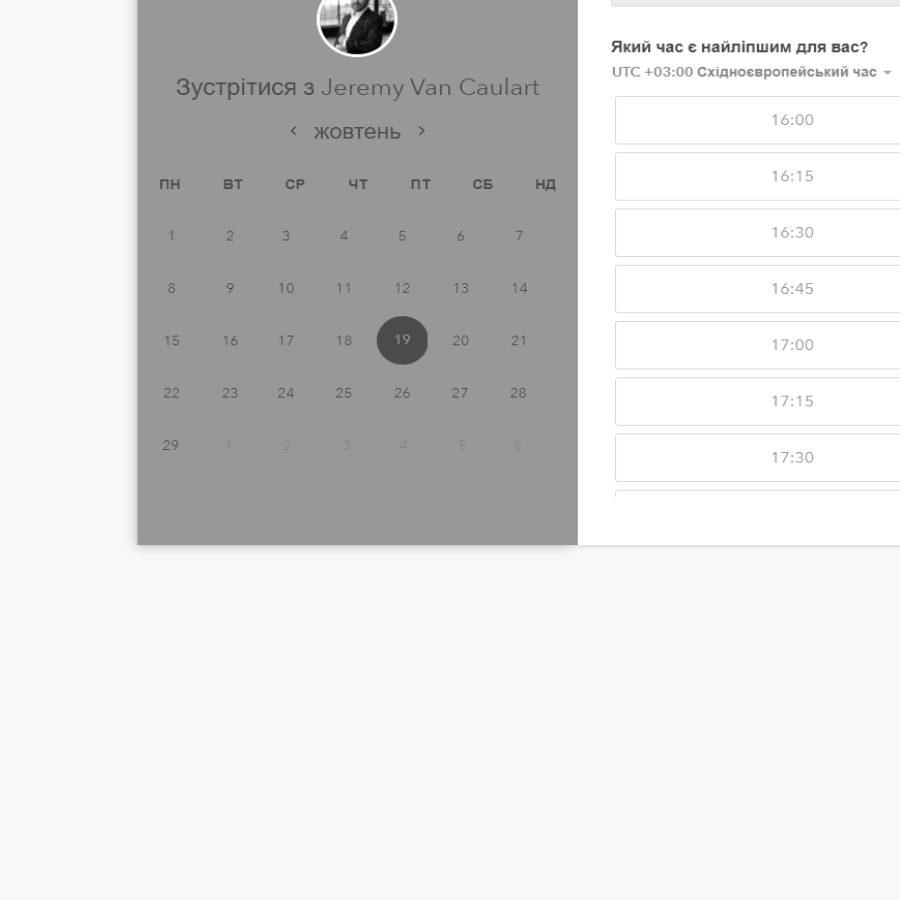 Зустрітися з Jeremy Van Caulart
жовтень
ПН ВТ СР ЧТ ПТ СБ НД
1 2 3 4 5 6 7
8 9 10 11 12 13 14
15 16 17 18 19 20 21
22 23 24 25 26 27 28
29 1 2 3 4 5 6
Який час є найліпшим для вас?
UTC +03:00 Східноєвропейський час
16:00
16:15
16:30
16:45
17:00
17:15
17:30